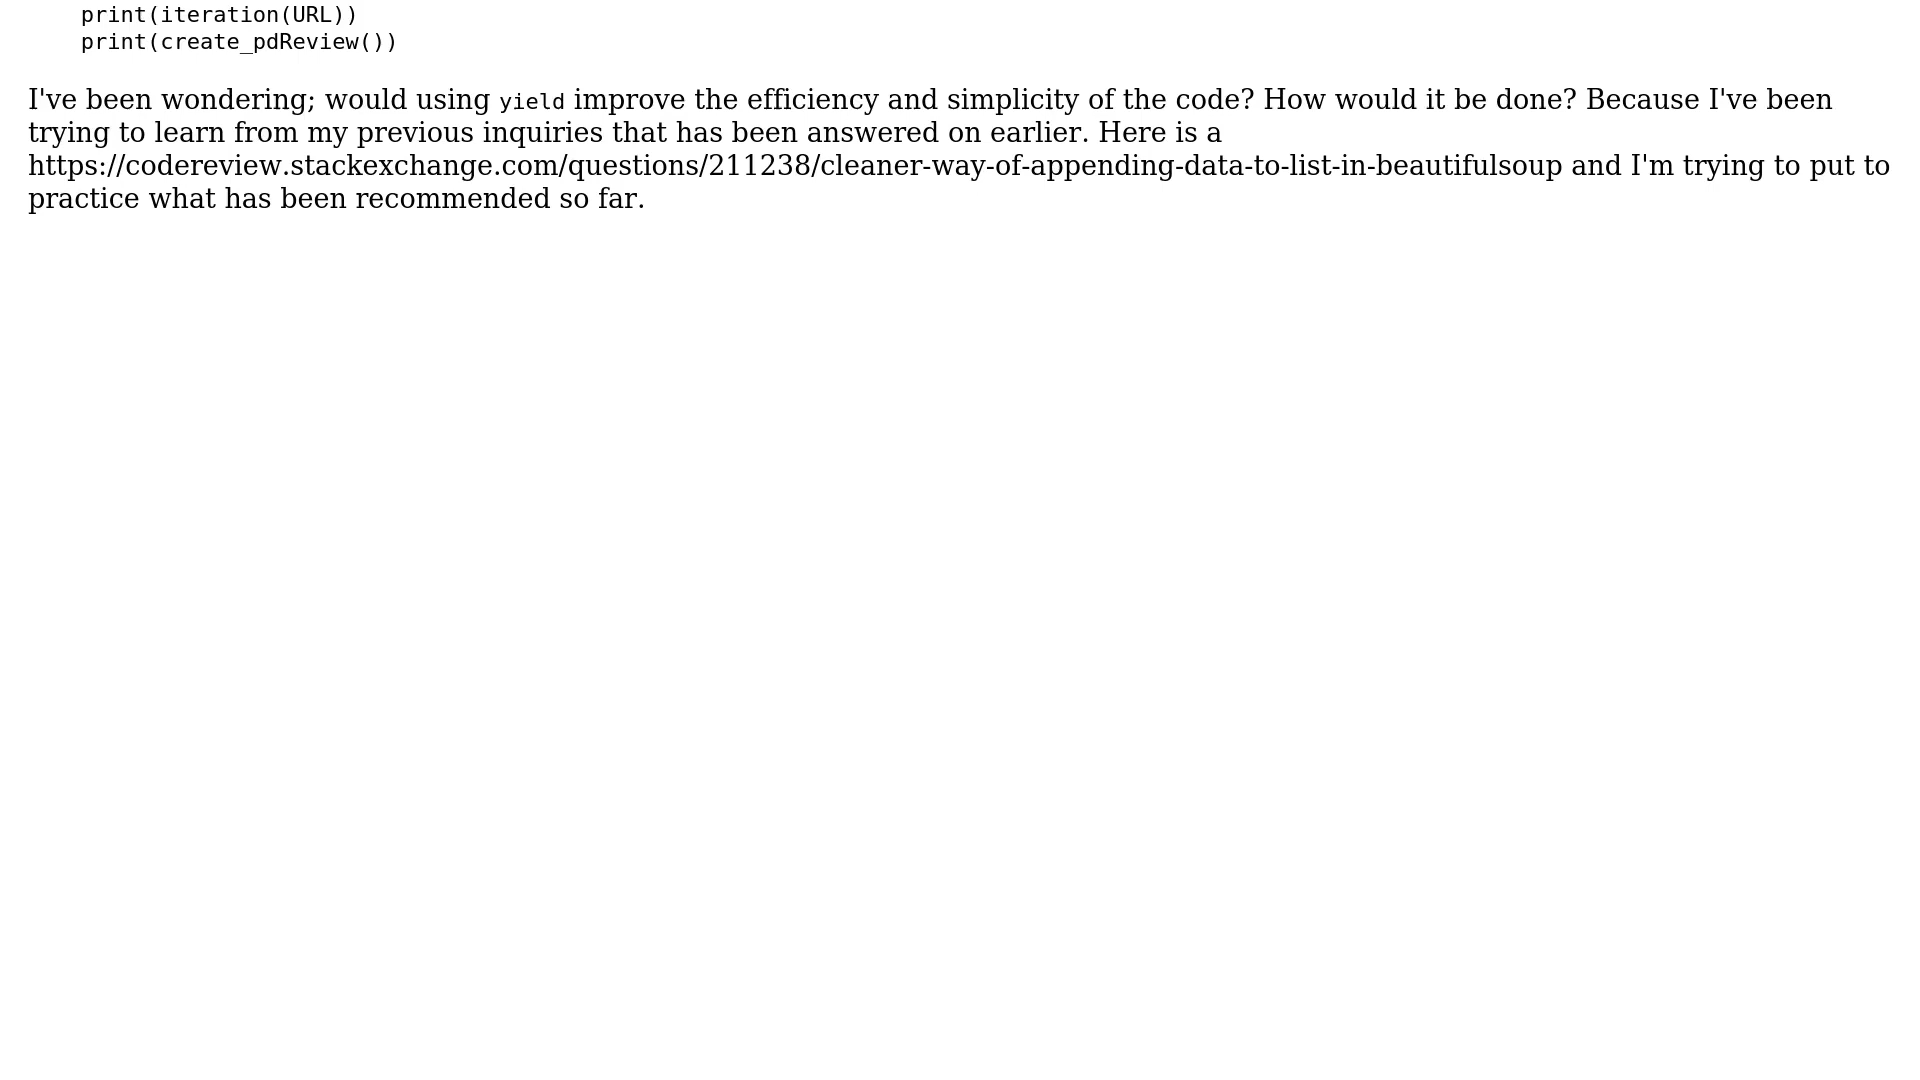 print(iteration(URL))
print(create_pdReview())
I've been wondering; would using yield improve the efficiency and simplicity of the code? How would it be done? Because I've been
trying to learn from my previous inquiries that has been answered on earlier. Here is a
https://codereview.stackexchange.com/questions/211238/cleaner-way-of-appending-data-to-list-in-beautifulsoup and I'm trying to put to
practice what has been recommended so far.